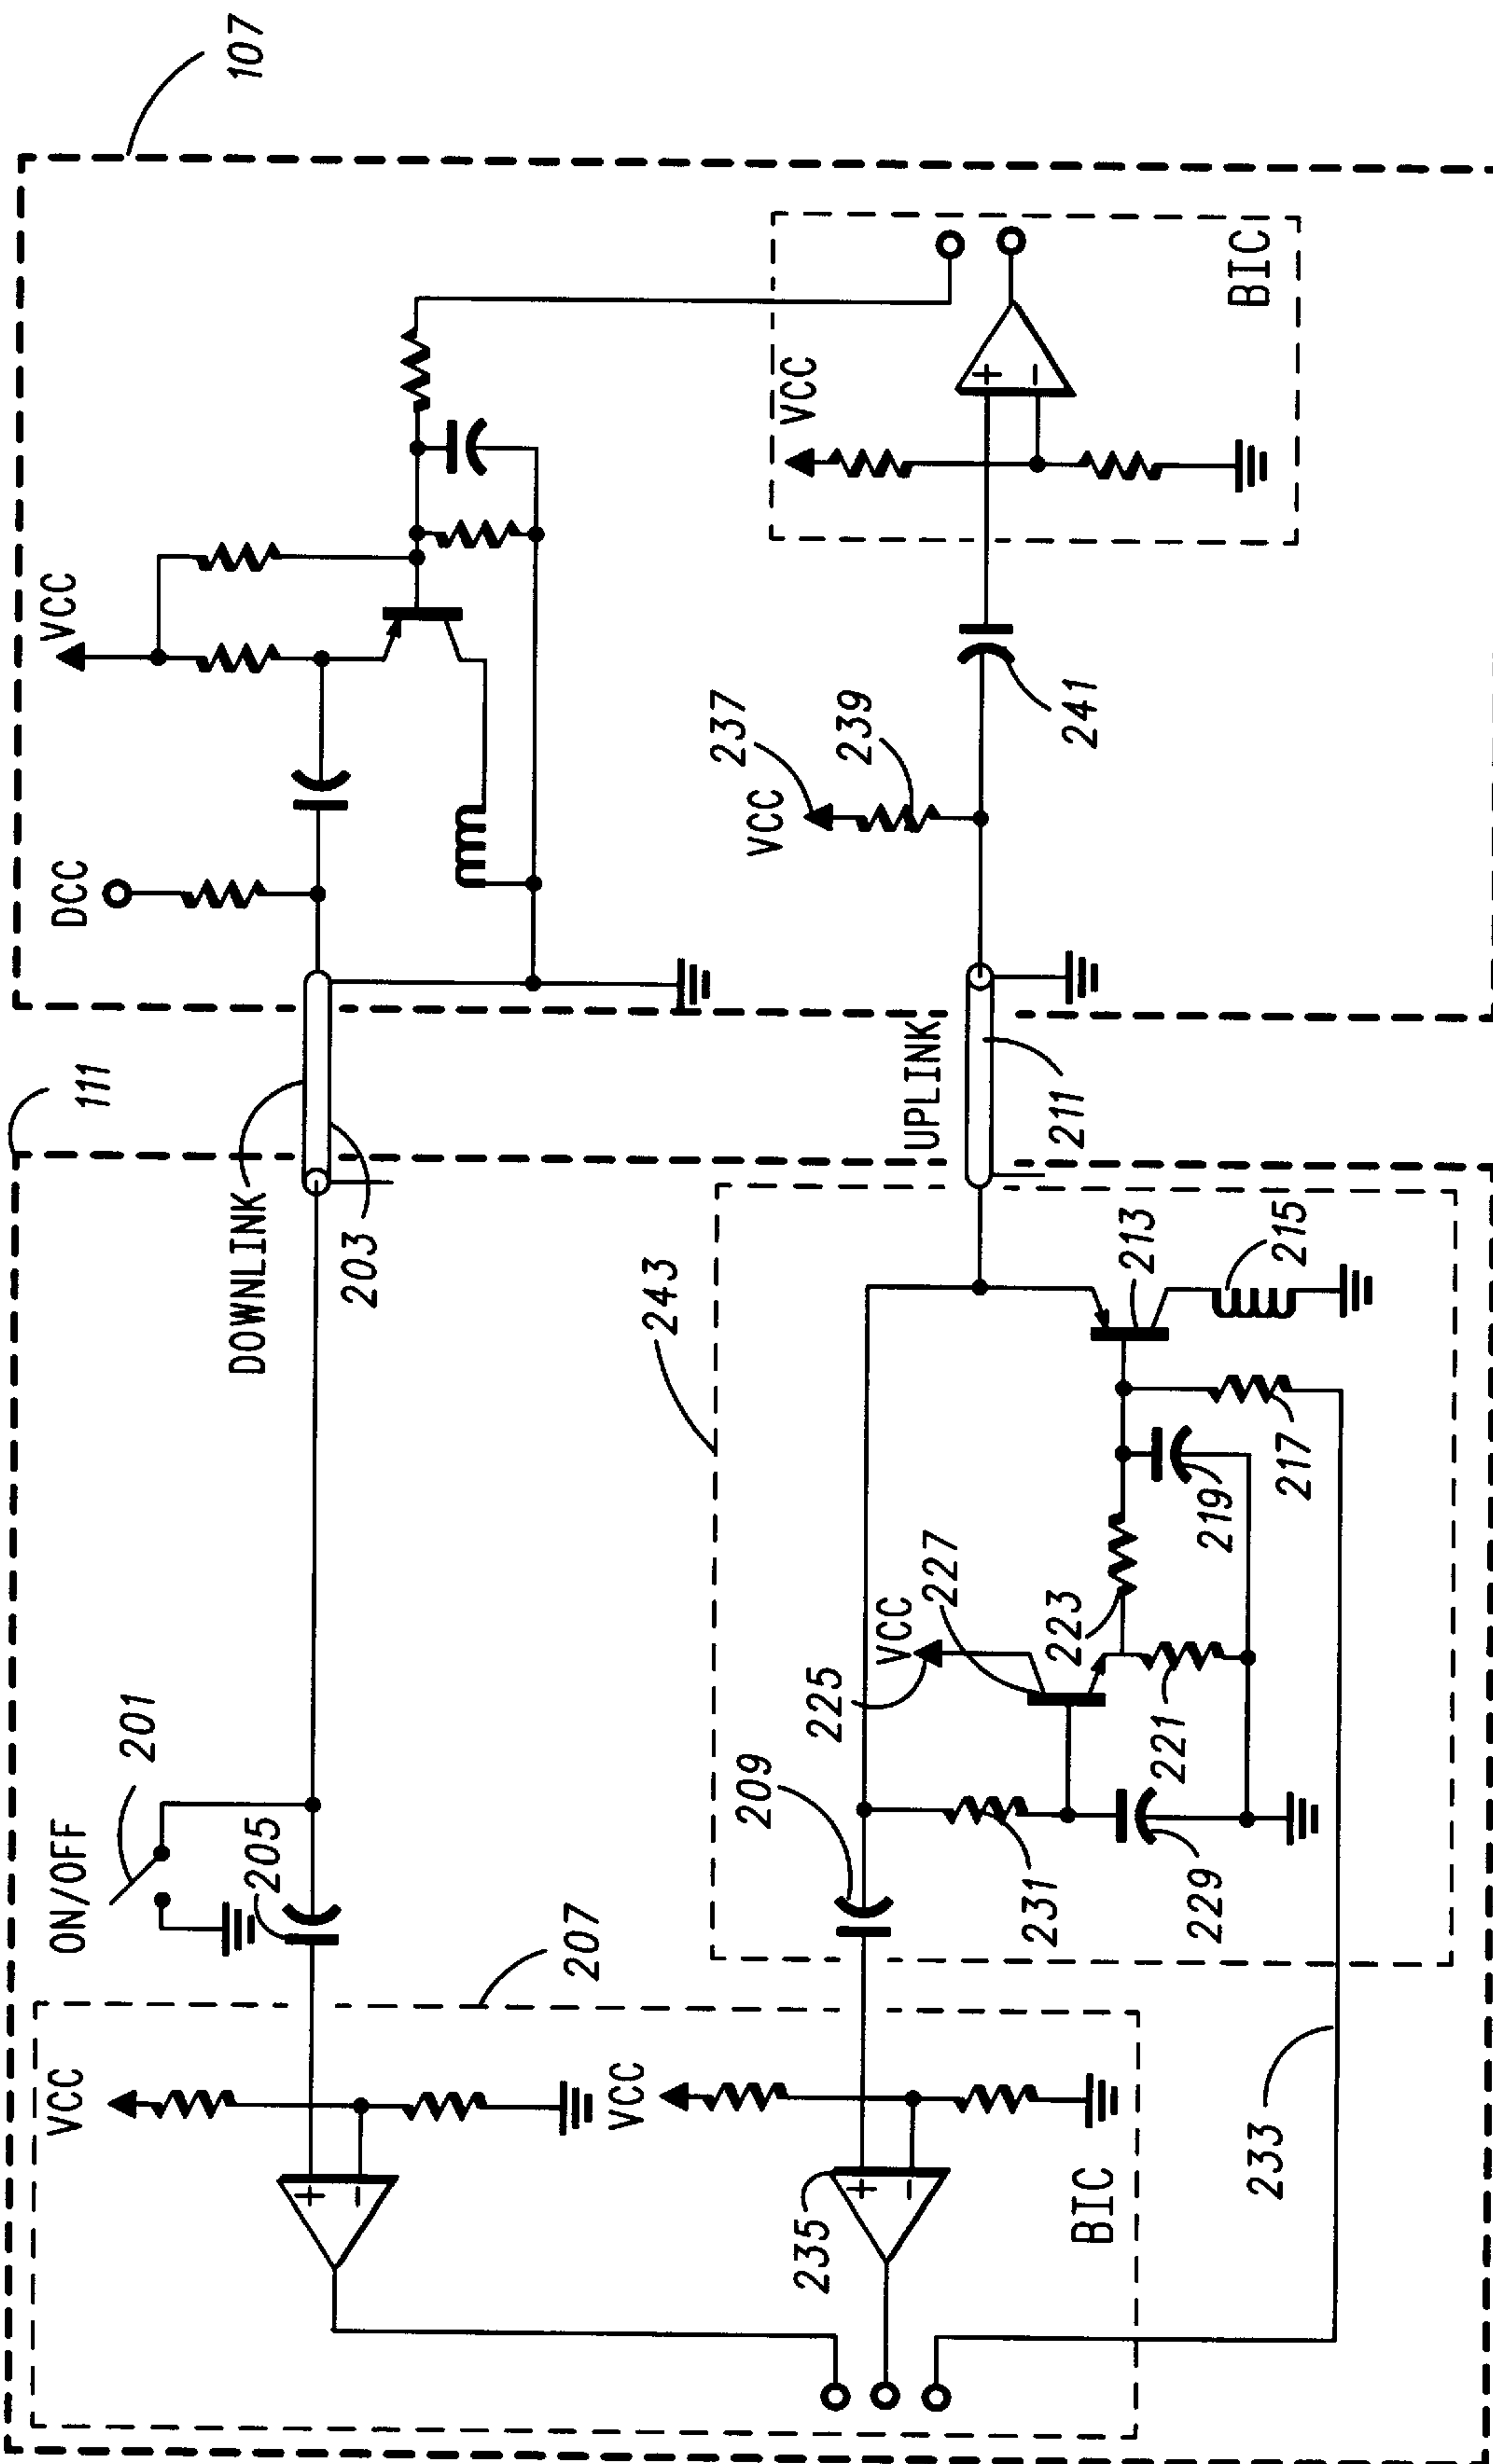 107
VCC
DCC
VCC
BIC
237
VCC
239
241
111
DOWNLINK
203
UPLINK
211
243
213
215
217
219
223
227
VCC
225
221
209
231
229
ON/OFF
201
205
207
VCC
+
-
VCC
+
-
235
BIC
233
+
-